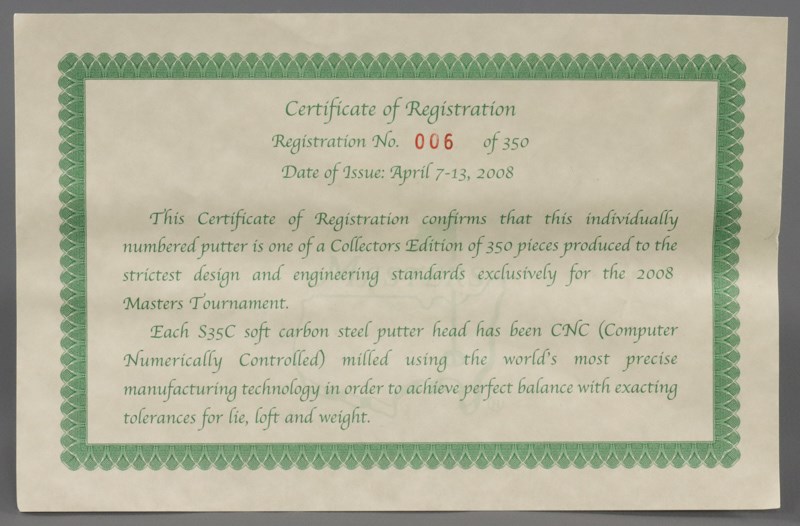 Certificate of Registration
Registration No. 006 of 350
Date of Issue: April 7-13, 2008
This Certificate of Registration confirms that this individually
numbered putter is one of a Collectors Edition of 350 pieces produced to the
strictest design and engineering standards exclusively for the 2008
Masters Tournament.
Each S35C soft carbon steel putter head has been CNC (Computer
Numerically Controlled) milled using the world's most precise
manufacturing technology in order to achieve perfect balance with exacting
tolerances for lie, loft and weight.